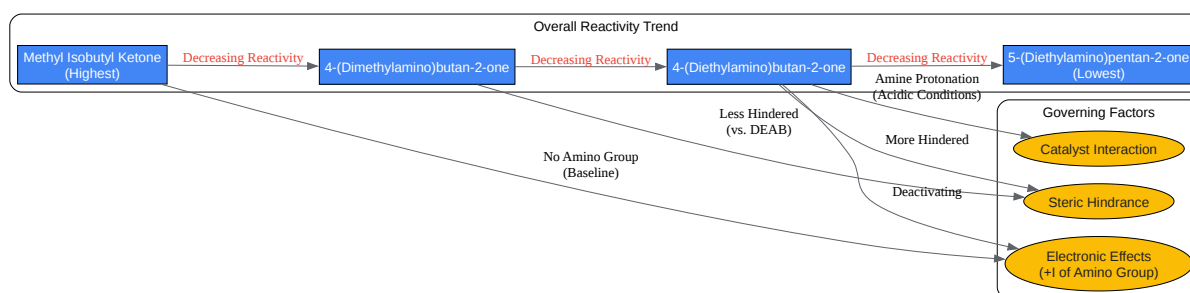 Overall Reactivity Trend
Methyl Isobutyl Ketone
(Highest)
Decreasing Reactivity
4-(Dimethylamino)butan-2-one
Decreasing Reactivity
4-(Diethylamino)butan-2-one
Decreasing Reactivity
5-(Diethylamino)pentan-2-one
(Lowest)
Amine Protonation
(Acidic Conditions)
Less Hindered
(vs. DEAB)
Governing Factors
More Hindered
Catalyst Interaction
No Amino Group
(Baseline)
Deactivating
Steric Hindrance
Electronic Effects
(+I of Amino Group)